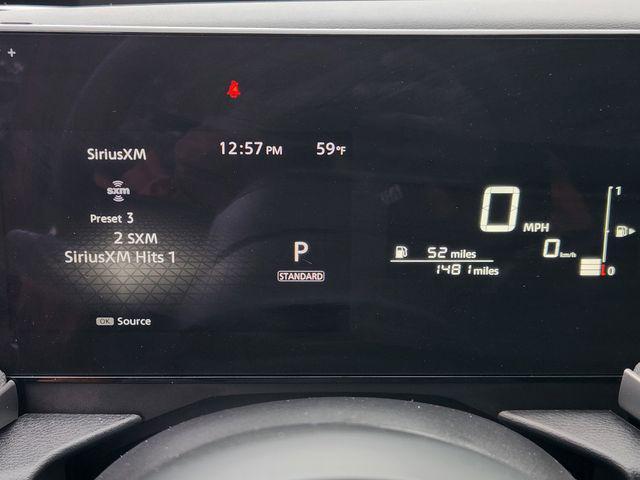 12:57 PM 59°F
SiriusXM
sxm
Preset 3
2 SXM
SiriusXM Hits 1
OK Source
P
STANDARD
0 MPH
0 km/h
52 miles
1481 miles
1
0